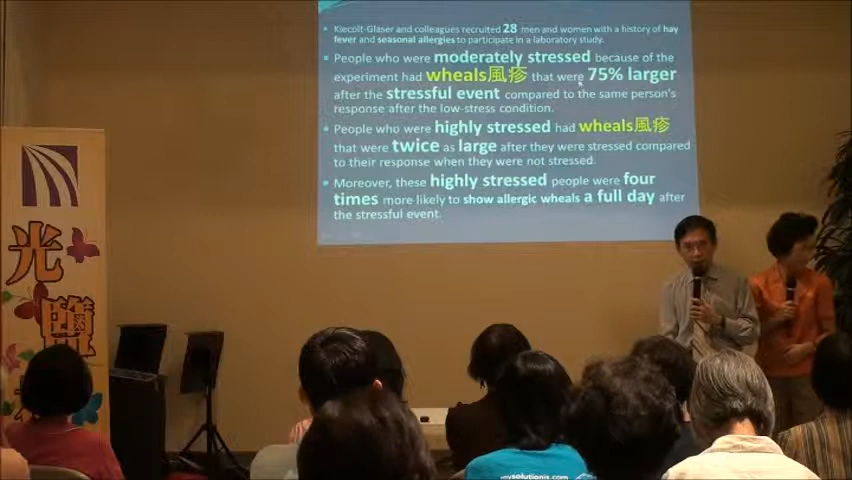 Kiecolt-Glaser and colleagues recruited 28 men and women with a history of hay
fever and seasonal allergies to participate in a laboratory study.
People who were moderately stressed because of the
experiment had wheals風疹 that were 75% larger
after the stressful event compared to the same person's
response after the low-stress condition.
People who were highly stressed had wheals風疹
that were twice as large after they were stressed compared
to their response when they were not stressed.
Moreover, these highly stressed people were four
times more likely to show allergic wheals a full day after
the stressful event.
光
鹽